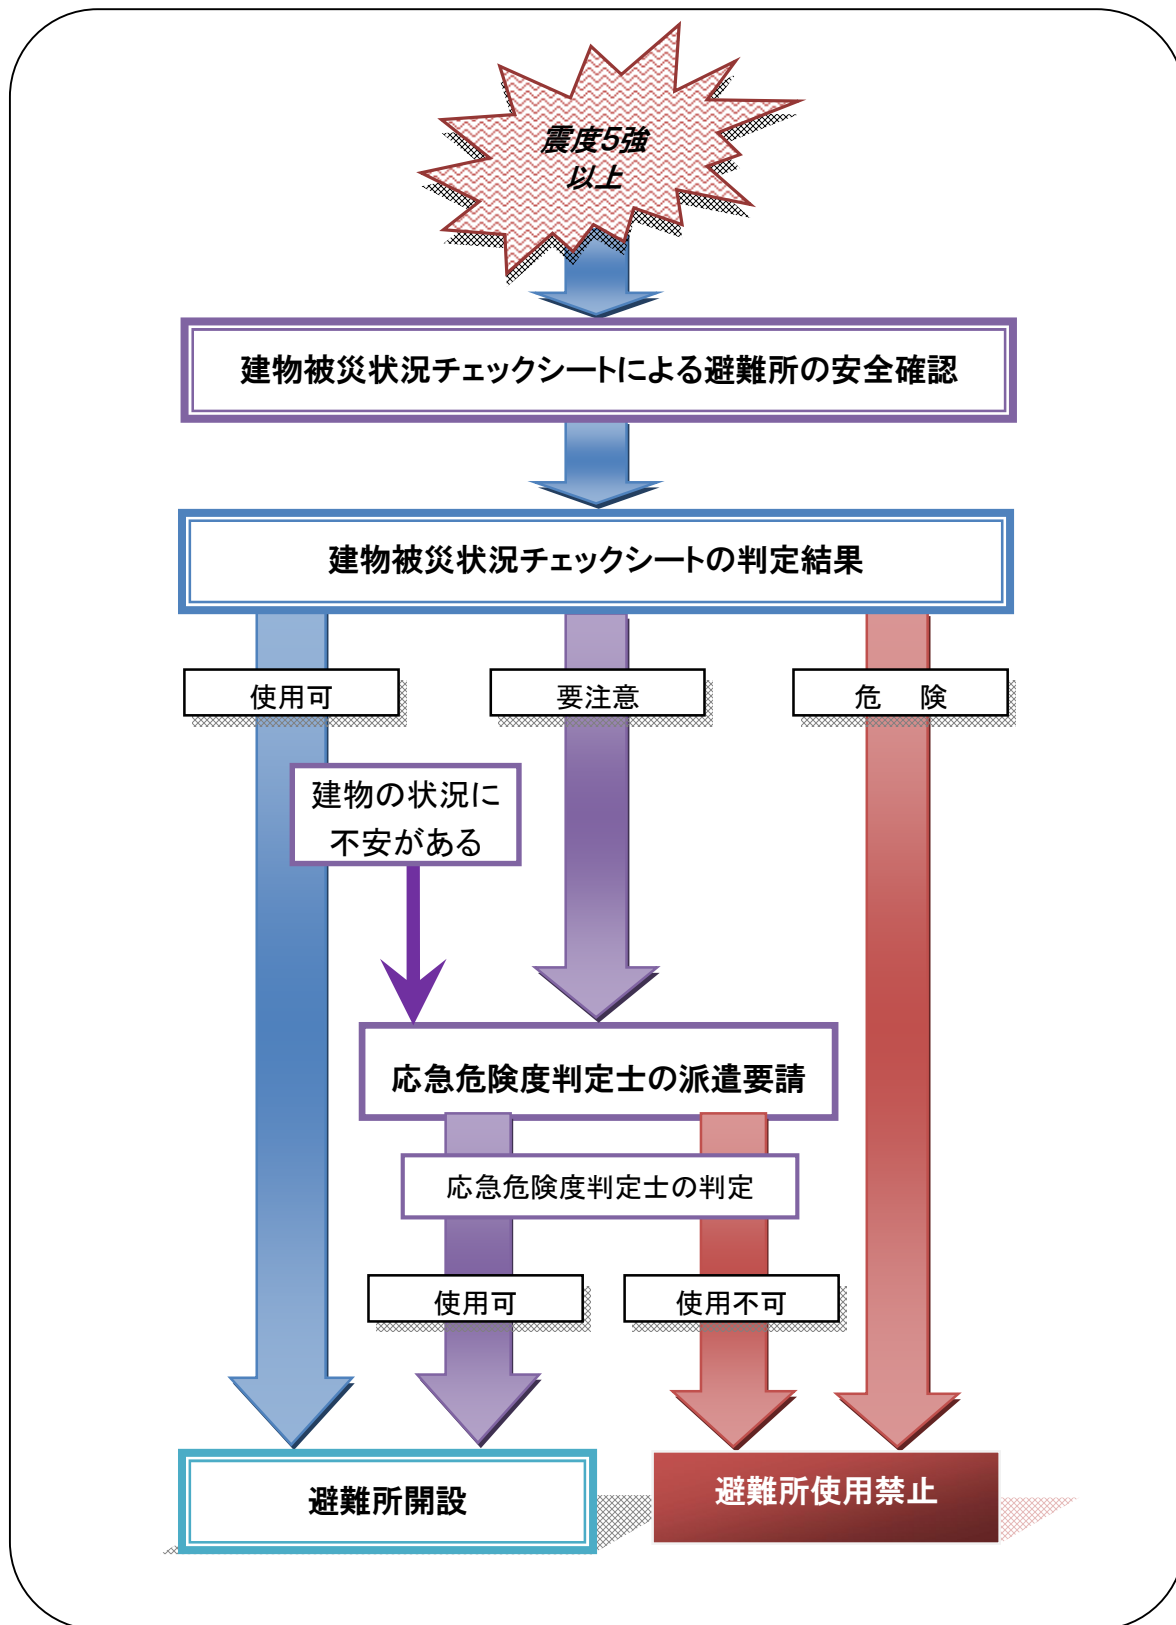 震度5強
以上
建物被災状況チェックシートによる避難所の安全確認
建物被災状況チェックシートの判定結果
使用可
要注意
危　険
建物の状況に
不安がある
応急危険度判定士の派遣要請
応急危険度判定士の判定
使用可
使用不可
避難所開設
避難所使用禁止